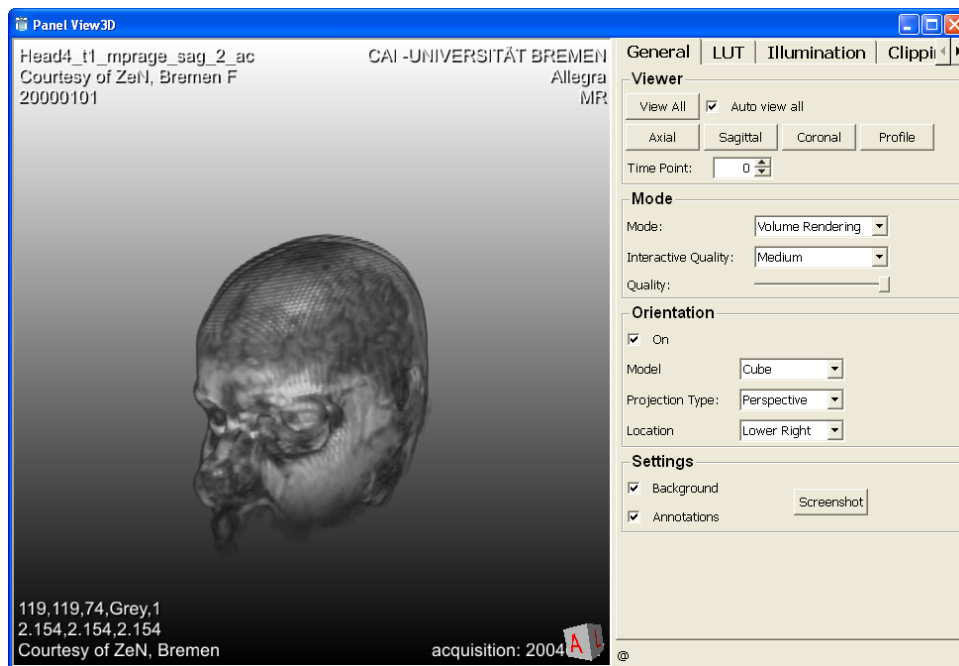 Panel View3D
Head4_t1_mprage_sag_2_ac
Courtesy of ZeN, Bremen F
20000101
CAI -UNIVERSITÄT BREMEN
Allegra
MR
119,119,74,Grey,1
2.154,2.154,2.154
Courtesy of ZeN, Bremen
acquisition: 2004
A L
General LUT Illumination
Viewer
View All Auto view all
Axial Sagittal Coronal Profile
Time Point: 0
Mode
Mode: Volume Rendering
Interactive Quality: Medium
Quality:
Orientation
On
Model Cube
Projection Type: Perspective
Location Lower Right
Settings
Background
Screenshot
Annotations
@